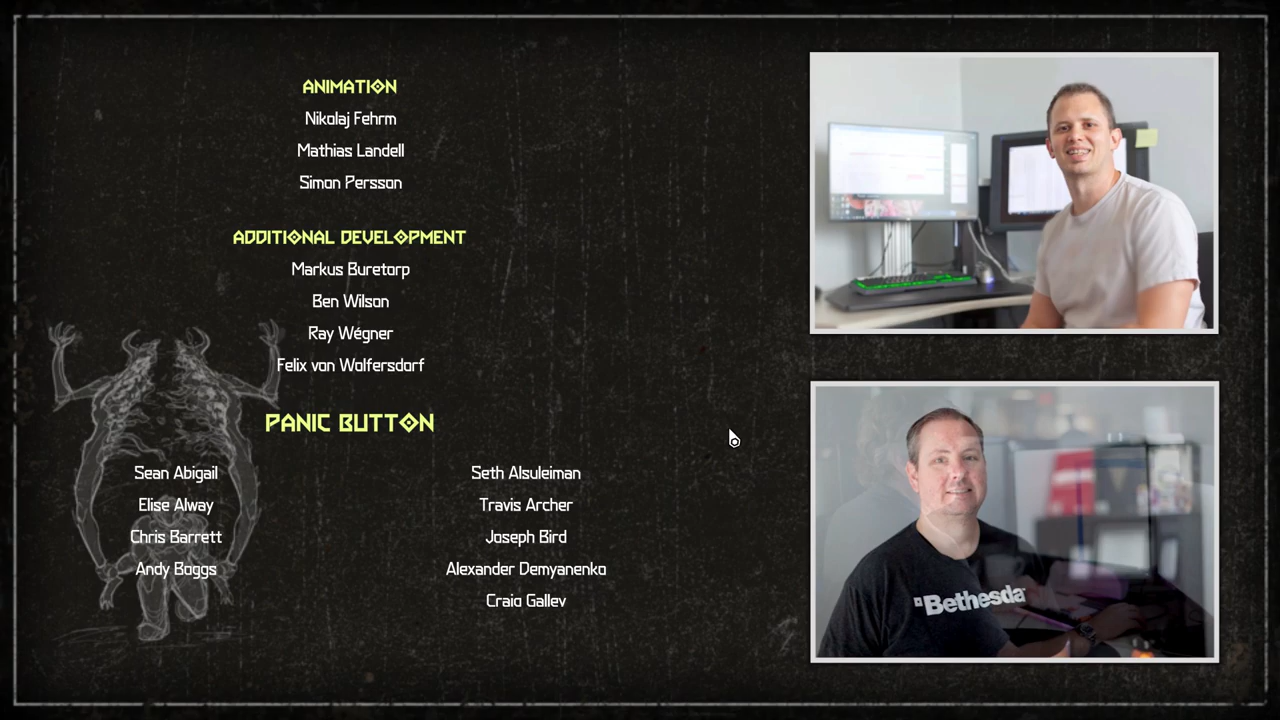 ANIMATION
Nikolaj Fehrm
Mathias Landell
Simon Persson
ADDITIONAL DEVELOPMENT
Markus Buretorp
Ben Wilson
Ray Wégner
Felix von Wolfersdorf
PANIC BUTTON
Sean Abigail
Elise Alway
Chris Barrett
Andy Boggs
Seth Alsuleiman
Travis Archer
Joseph Bird
Alexander Demyanenko
Craig Galley
Bethesda